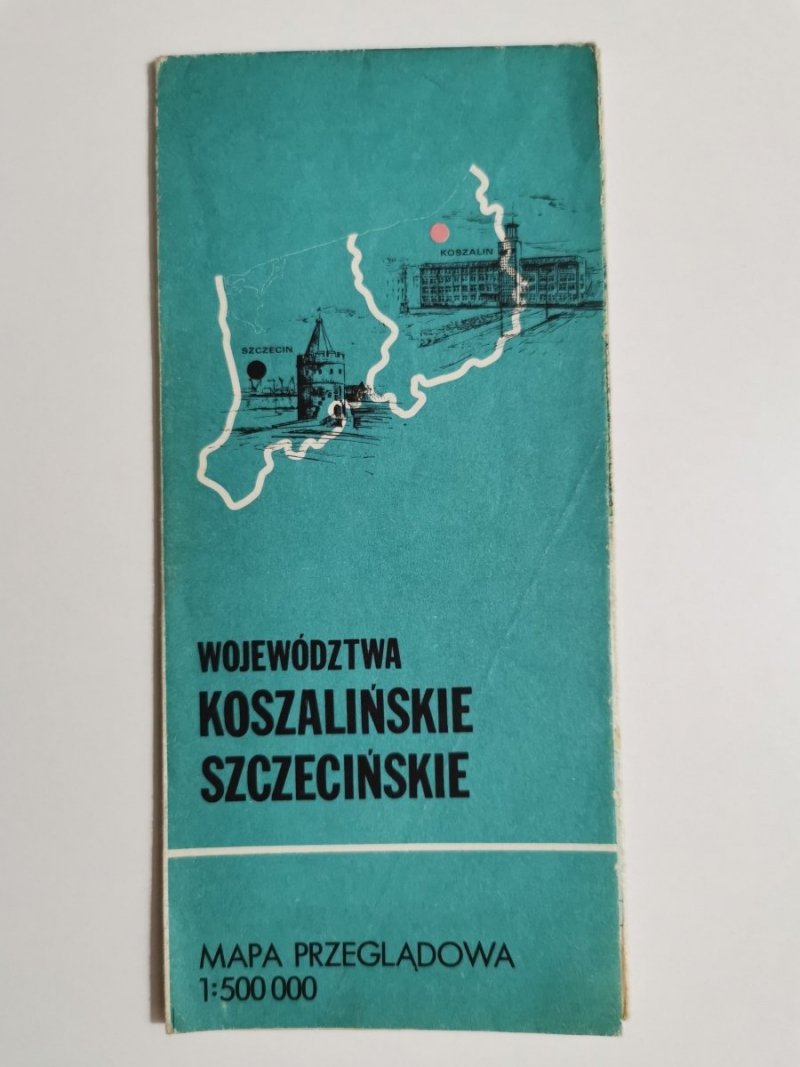 KOSZALIN
SZCZECIN
WOJEWÓDZTWA
KOSZALIŃSKIE
SZCZECIŃSKIE
MAPA PRZEGLĄDOWA
1:500 000